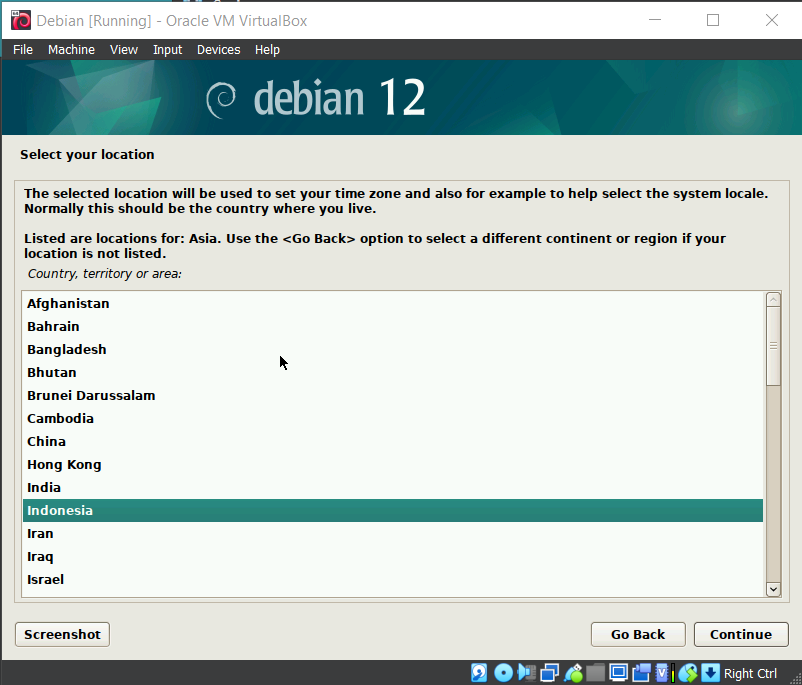 Debian [Running] - Oracle VM VirtualBox
File Machine View Input Devices Help
debian 12
Select your location
The selected location will be used to set your time zone and also for example to help select the system locale.
Normally this should be the country where you live.
Listed are locations for: Asia. Use the <Go Back> option to select a different continent or region if your
location is not listed.
Country, territory or area:
Afghanistan
Bahrain
Bangladesh
Bhutan
Brunei Darussalam
Cambodia
China
Hong Kong
India
Indonesia
Iran
Iraq
Israel
Screenshot Go Back Continue
Right Ctrl